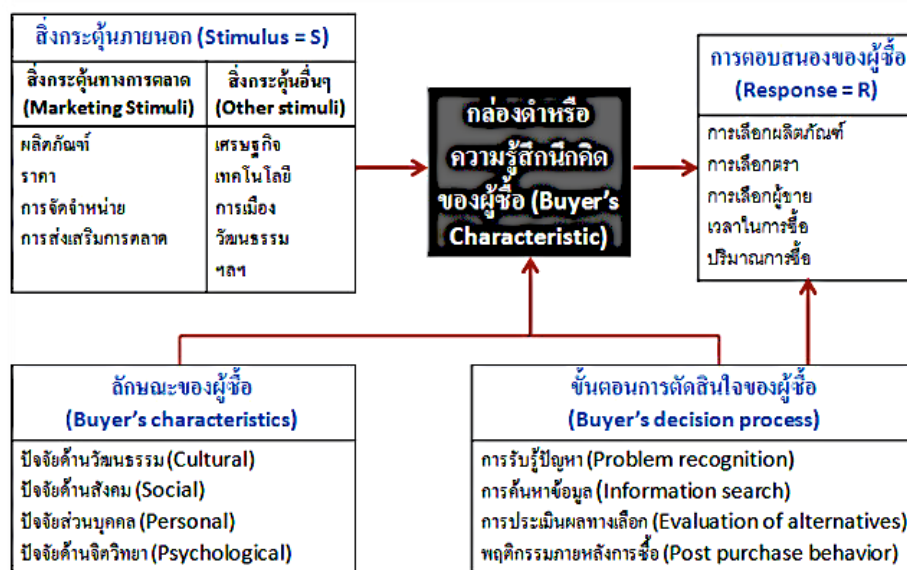 สิ่งกระตุ้นภายนอก (Stimulus = S)
สิ่งกระตุ้นทางการตลาด
(Marketing Stimuli)
ผลิตภัณฑ์
ราคา
การจัดจำหน่าย
การส่งเสริมการตลาด
สิ่งกระตุ้นอื่นๆ
(Other stimuli)
เศรษฐกิจ
เทคโนโลยี
การเมือง
วัฒนธรรม
ฯลฯ
กล่องดำหรือ
ความรู้สึกนึกคิด
ของผู้ซื้อ (Buyer's
Characteristic)
การตอบสนองของผู้ซื้อ
(Response = R)
การเลือกผลิตภัณฑ์
การเลือกตรา
การเลือกผู้ขาย
เวลาในการซื้อ
ปริมาณการซื้อ
ลักษณะของผู้ซื้อ
(Buyer's characteristics)
ปัจจัยด้านวัฒนธรรม (Cultural)
ปัจจัยด้านสังคม (Social)
ปัจจัยส่วนบุคคล (Personal)
ปัจจัยด้านจิตวิทยา (Psychological)
ขั้นตอนการตัดสินใจของผู้ซื้อ
(Buyer's decision process)
การรับรู้ปัญหา (Problem recognition)
การค้นหาข้อมูล (Information search)
การประเมินผลทางเลือก (Evaluation of alternatives)
พฤติกรรมภายหลังการซื้อ (Post purchase behavior)